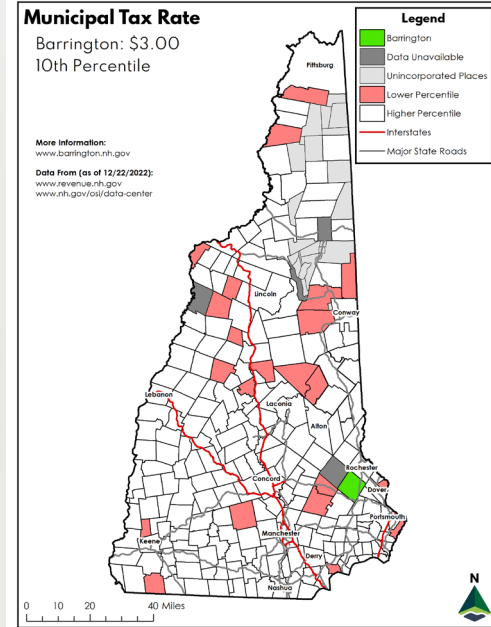 Municipal Tax Rate
Barrington: $3.00
10th Percentile
More Information:
www.barrington.nh.gov
Data From (as of 12/22/2022):
www.revenue.nh.gov
www.nh.gov/osi/data-center
Legend
Barrington
Data Unavailable
Unincorporated Places
Lower Percentile
Higher Percentile
Interstates
Major State Roads
Pittsburg
Lincoln
Conway
Lebanon
Laconia
Alton
Rochester
Concord
Dover
Portsmouth
Manchester
Keene
Derry
Nashua
0 10 20 40 Miles
N